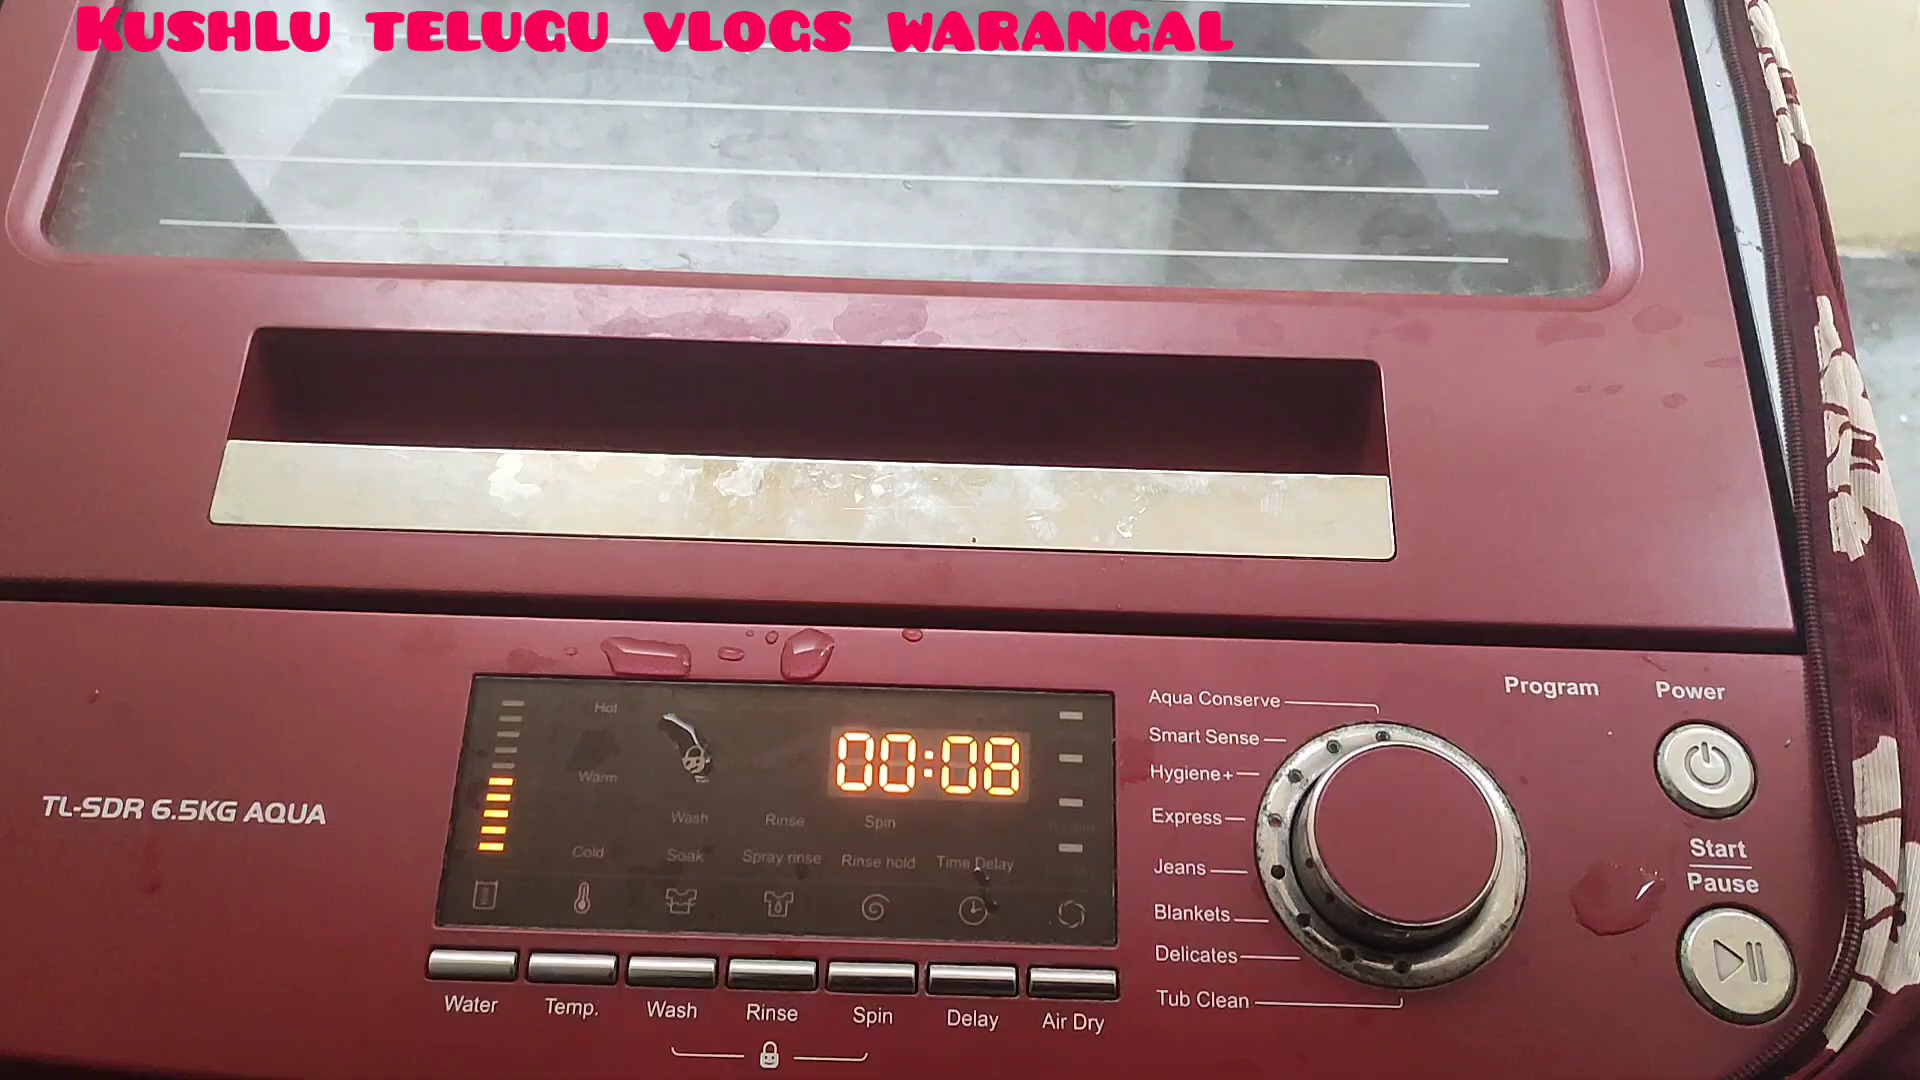 KUSHLU TELUGU VLOGS WARANGAL
TL-SDR 6.5KG AQUA
Hot
Warm
Cold
00:08
Wash
Rinse
Spin
Soak
Spray rinse
Rinse hold
Time Delay
Water
Temp.
Wash
Rinse
Spin
Delay
Air Dry
Aqua Conserve
Smart Sense
Hygiene+
Express
Jeans
Blankets
Delicates
Tub Clean
Program
Power
Start
Pause